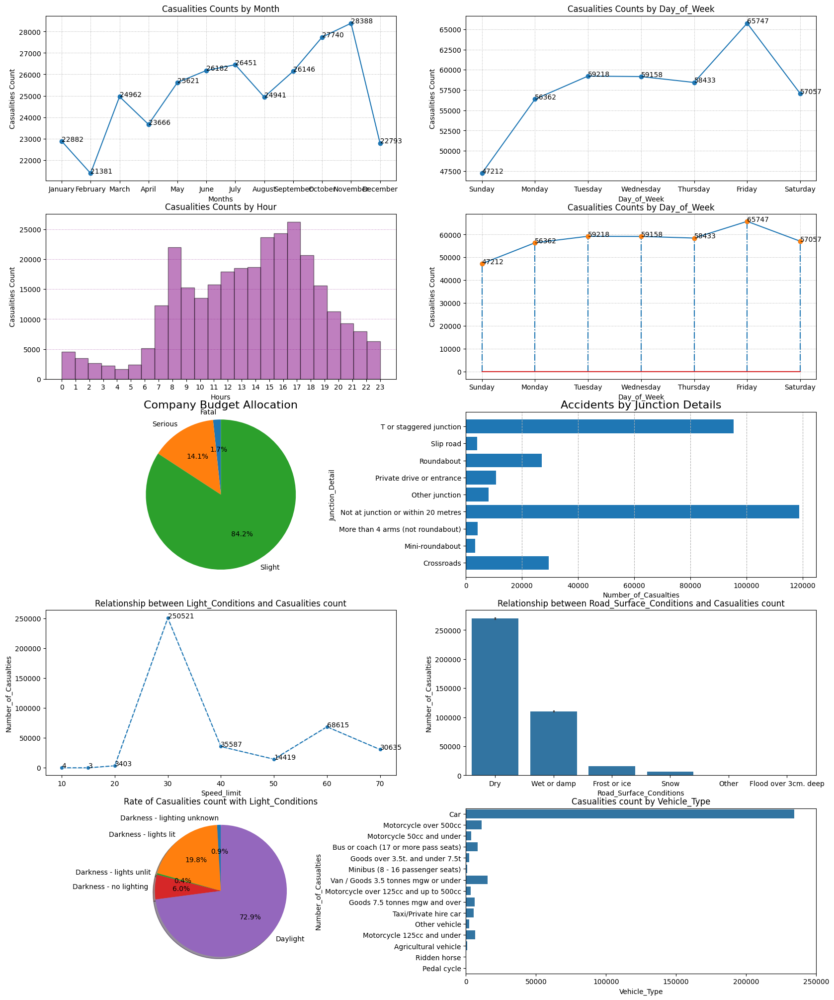 Casualities Counts by Month
Casualities Count
28000
27000
26000
25000
24000
23000
22000
22882
21381
24962
23666
25621
26182
26451
24941
26146
27740
28388
22793
January February March April May June July August September October November December
Months
Casualities Counts by Day_of_Week
Casualities Count
65000
62500
60000
57500
55000
52500
50000
47500
47212
56362
59218
59158
58433
65747
57057
Sunday Monday Tuesday Wednesday Thursday Friday Saturday
Day_of_Week
Casualities Counts by Hour
Casualities Count
25000
20000
15000
10000
5000
0
0 1 2 3 4 5 6 7 8 9 10 11 12 13 14 15 16 17 18 19 20 21 22 23
Hours
Casualities Counts by Day_of_Week
Casualities Count
60000
50000
40000
30000
20000
10000
0
47212
56362
59218
59158
58433
65747
57057
Sunday Monday Tuesday Wednesday Thursday Friday Saturday
Day_of_Week
Company Budget Allocation
Fatal
Serious
1.7%
14.1%
84.2%
Slight
Accidents by Junction Details
Junction_Detail
T or staggered junction
Slip road
Roundabout
Private drive or entrance
Other junction
Not at junction or within 20 metres
More than 4 arms (not roundabout)
Mini-roundabout
Crossroads
0 20000 40000 60000 80000 100000 120000
Number_of_Casualties
Relationship between Light_Conditions and Casualities count
Number_of_Casualties
250000
200000
150000
100000
50000
0
4
3
3403
250521
35587
14419
68615
30635
10 20 30 40 50 60 70
Speed_limit
Relationship between Road_Surface_Conditions and Casualities count
Number_of_Casualties
250000
200000
150000
100000
50000
0
Dry Wet or damp Frost or ice Snow Other Flood over 3cm. deep
Road_Surface_Conditions
Rate of Casualities count with Light_Conditions
Darkness - lighting unknown
Darkness - lights lit
0.9%
19.8%
Darkness - lights unlit
0.4%
Darkness - no lighting
6.0%
72.9%
Daylight
Casualities count by Vehicle_Type
Number_of_Casualties
Car
Motorcycle over 500cc
Motorcycle 50cc and under
Bus or coach (17 or more pass seats)
Goods over 3.5t. and under 7.5t
Minibus (8 - 16 passenger seats)
Van / Goods 3.5 tonnes mgw or under
Motorcycle over 125cc and up to 500cc
Goods 7.5 tonnes mgw and over
Taxi/Private hire car
Other vehicle
Motorcycle 125cc and under
Agricultural vehicle
Ridden horse
Pedal cycle
0 50000 100000 150000 200000 250000
Vehicle_Type